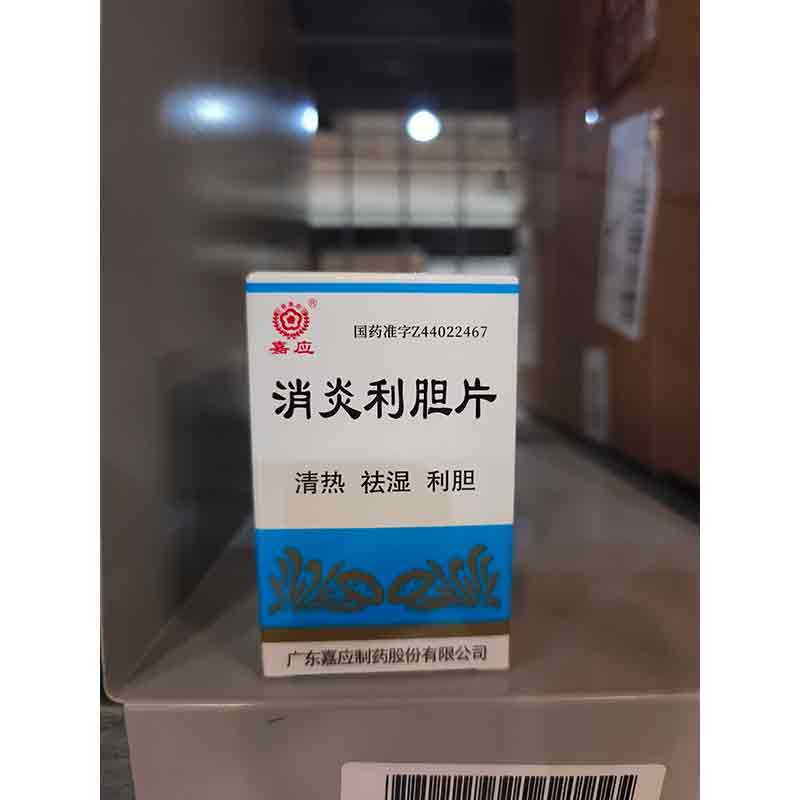 国药准字Z44022467
嘉应
消炎利胆片
清热 祛湿 利胆
广东嘉应制药股份有限公司